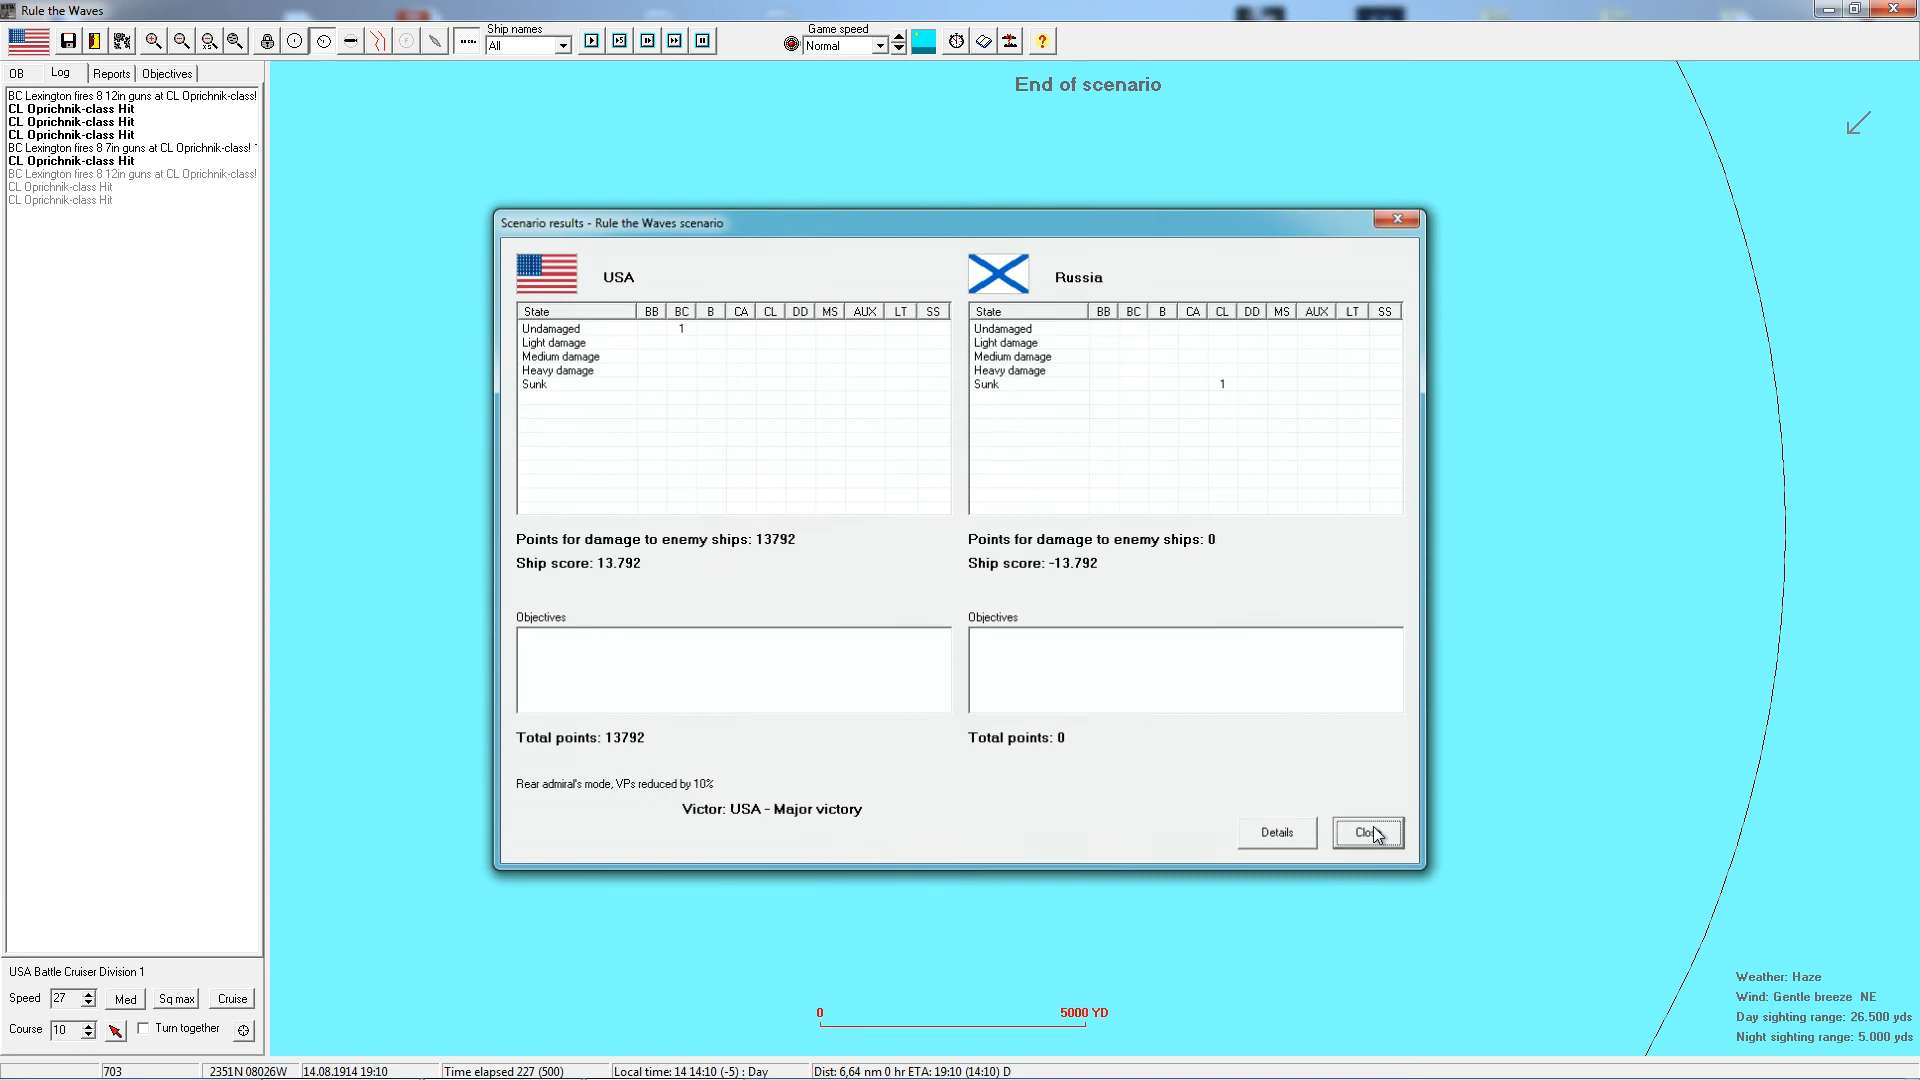 Rule the Waves
Ship names
All
Game speed
Normal
OB Log Reports Objectives
BC Lexington fires 8 12in guns at CL Oprichnik-class!
CL Oprichnik-class Hit
CL Oprichnik-class Hit
CL Oprichnik-class Hit
BC Lexington fires 8 7in guns at CL Oprichnik-class!
CL Oprichnik-class Hit
BC Lexington fires 8 12in guns at CL Oprichnik-class!
CL Oprichnik-class Hit
CL Oprichnik-class Hit
End of scenario
Scenario results - Rule the Waves scenario
USA
State BB BC B CA CL DD MS AUX LT SS
Undamaged 1
Light damage
Medium damage
Heavy damage
Sunk
Points for damage to enemy ships: 13792
Ship score: 13.792
Objectives
Total points: 13792
Russia
State BB BC B CA CL DD MS AUX LT SS
Undamaged
Light damage
Medium damage
Heavy damage
Sunk 1
Points for damage to enemy ships: 0
Ship score: -13.792
Objectives
Total points: 0
Rear admiral's mode, VPs reduced by 10%
Victor: USA - Major victory
Details
0 5000 YD
Weather: Haze
Wind: Gentle breeze NE
Day sighting range: 26.500 yds
Night sighting range: 5.000 yds
USA Battle Cruiser Division 1
Speed 27 Med Sq max Cruise
Course 10 Turn together
703 2351N 08026W 14.08.1914 19:10 Time elapsed 227 (500) Local time: 14 14:10 (-5) : Day Dist: 6,64 nm 0 hr ETA: 19:10 (14:10) D